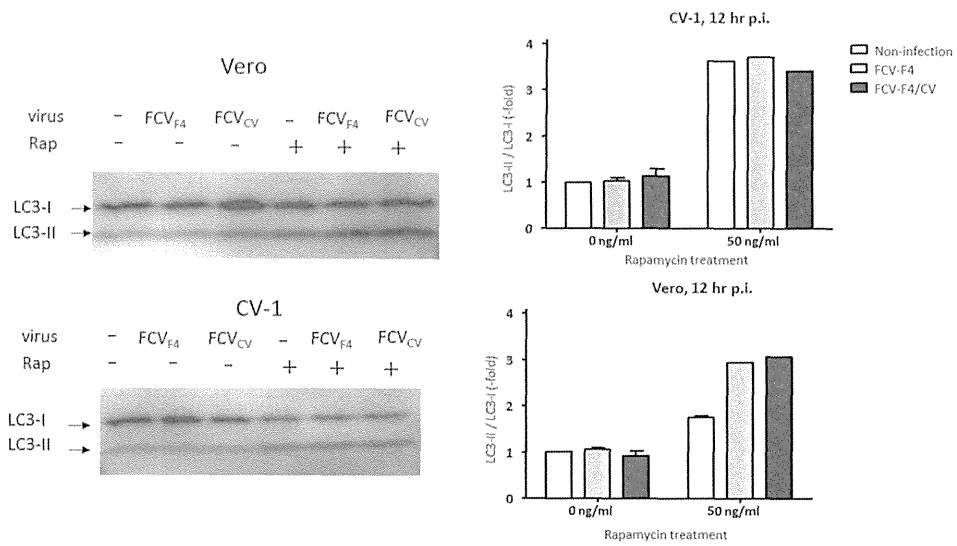 Vero
virus - FCVF4 FCVCV - FCVF4 FCVCV
Rap - - - + + +
LC3-I
LC3-II
CV-1
virus - FCVF4 FCVCV - FCVF4 FCVCV
Rap - - - + + +
LC3-I
LC3-II
CV-1, 12 hr p.i.
LC3-II / LC3-I (-fold)
4
3
2
1
0
0 ng/ml 50 ng/ml
Rapamycin treatment
Non-infection
FCV-F4
FCV-F4/CV
Vero, 12 hr p.i.
LC3-II / LC3-I (-fold)
4
3
2
1
0
0 ng/ml 50 ng/ml
Rapamycin treatment